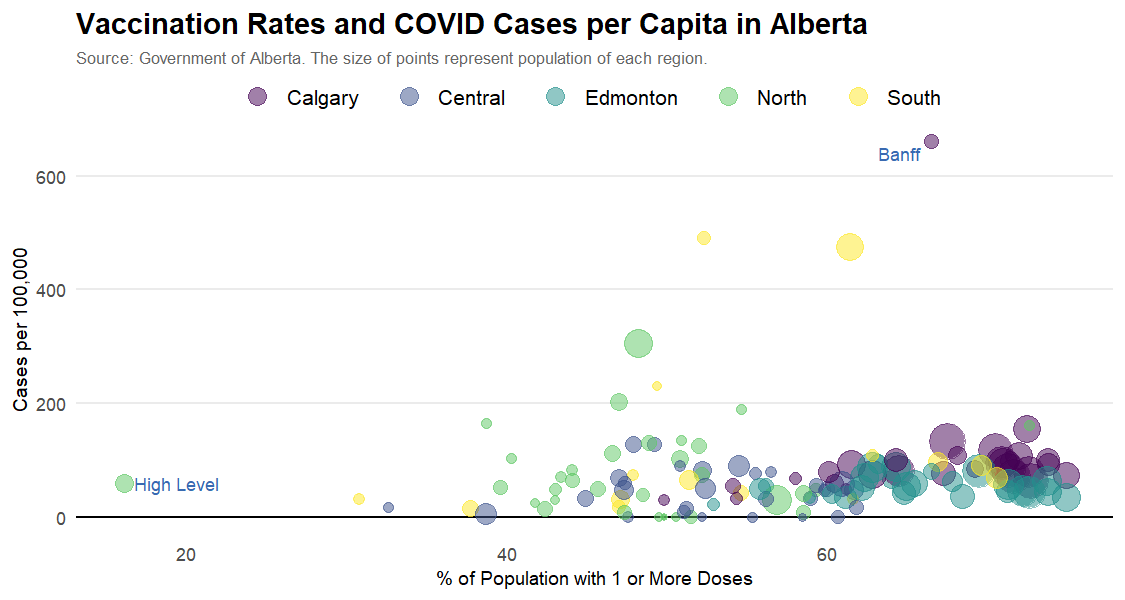 Vaccination Rates and COVID Cases per Capita in Alberta
Source: Government of Alberta. The size of points represent population of each region.
Calgary Central Edmonton North South
Banff
600
400
200
0
High Level
Cases per 100,000
20 40 60
% of Population with 1 or More Doses